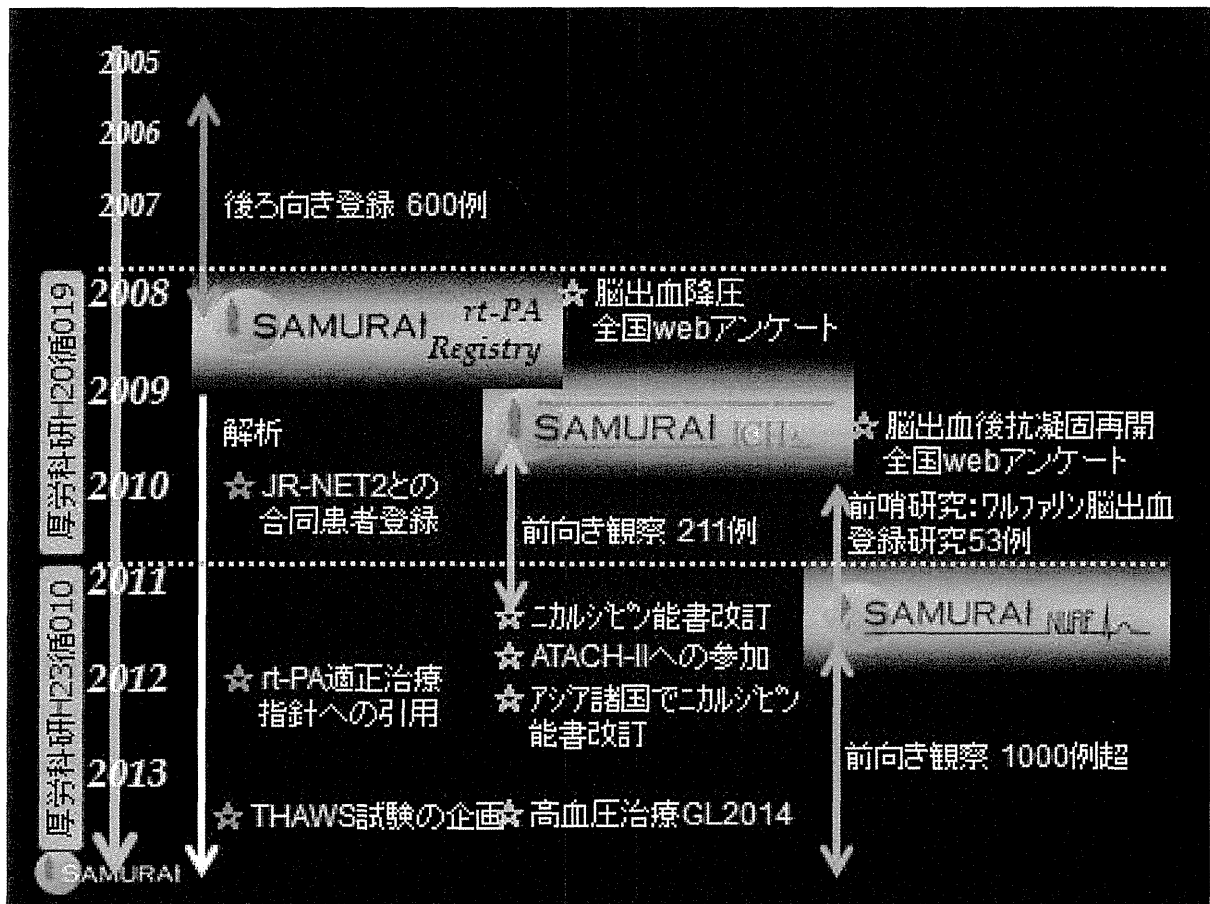 2005
2006
2007
後ろ向き登録 600例
厚労科研H20循019
2008
SAMURAI rt-PA
Registry
☆ 脳出血降圧
全国webアンケート
2009
SAMURAI ICH
解析
☆ 脳出血後抗凝固再開
全国webアンケート
2010
☆ JR-NET2との
合同患者登録
前向き観察 211例
前哨研究:ワルファリン脳出血
登録研究53例
厚労科研H23循010
2011
SAMURAI NVAF
☆ ニカルジピン能書改訂
☆ ATACH-IIへの参加
2012
☆ rt-PA適正治療
指針への引用
☆ アジア諸国でニカルジピン
能書改訂
2013
前向き観察 1000例超
☆ THAWS試験の企画
☆ 高血圧治療GL2014
SAMURAI